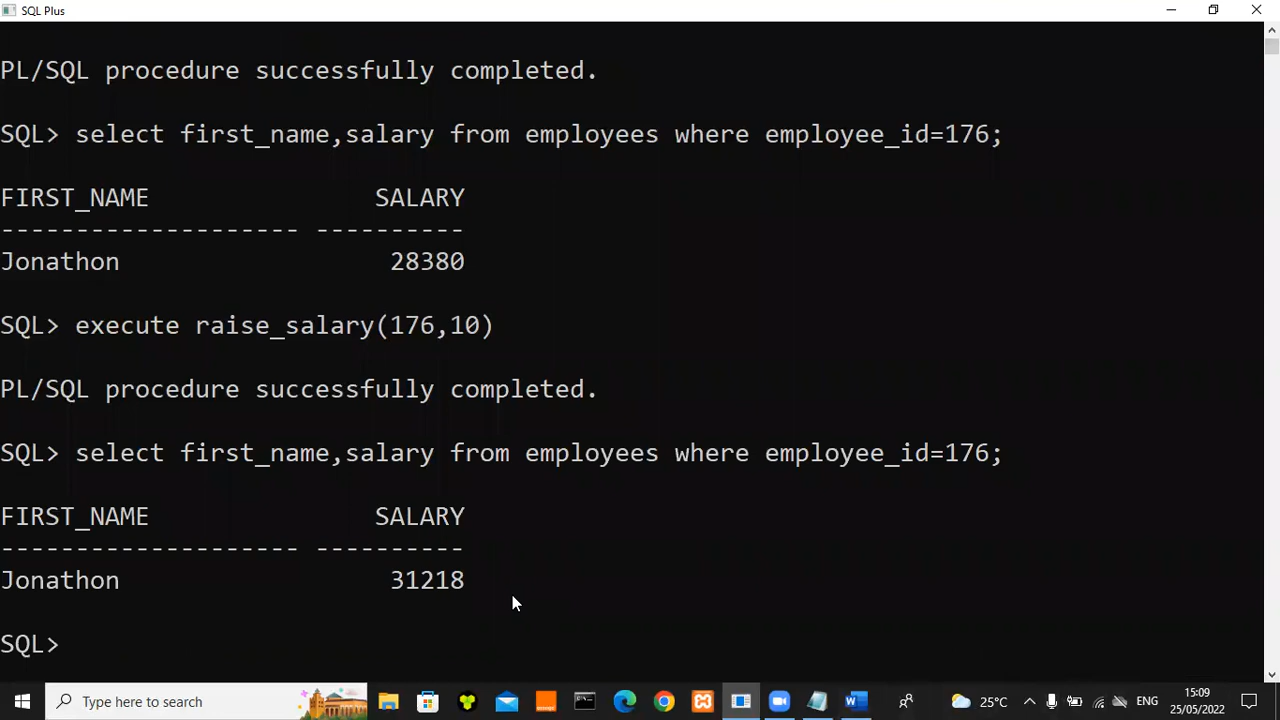 SQL Plus
PL/SQL procedure successfully completed.
SQL> select first_name,salary from employees where employee_id=176;
FIRST_NAME                   SALARY
-------------------- ----------
Jonathon                      28380
SQL> execute raise_salary(176,10)
PL/SQL procedure successfully completed.
SQL> select first_name,salary from employees where employee_id=176;
FIRST_NAME                   SALARY
-------------------- ----------
Jonathon                      31218
SQL>
Type here to search
25°C
ENG
15:09
25/05/2022